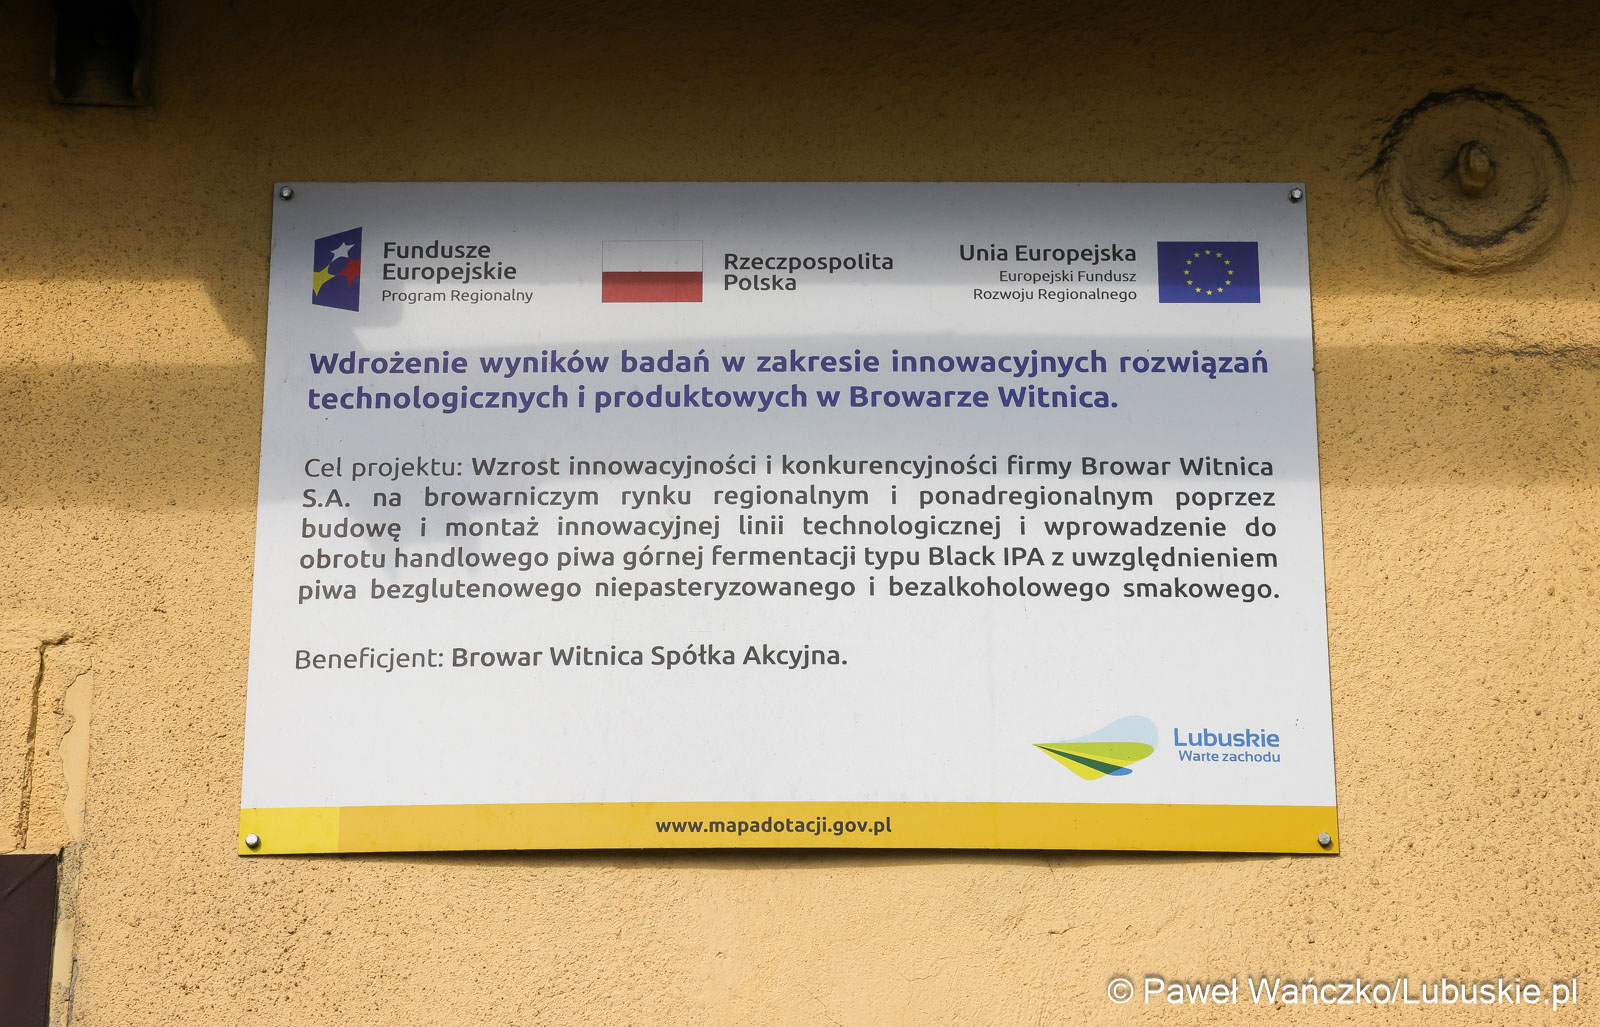 Fundusze
Europejskie
Program Regionalny
Rzeczpospolita
Polska
Unia Europejska
Europejski Fundusz
Rozwoju Regionalnego
Wdrożenie wyników badań w zakresie innowacyjnych rozwiązań
technologicznych i produktowych w Browarze Witnica.
Cel projektu: Wzrost innowacyjności i konkurencyjności firmy Browar Witnica
S.A. na browarniczym rynku regionalnym i ponadregionalnym poprzez
budowę i montaż innowacyjnej linii technologicznej i wprowadzenie do
obrotu handlowego piwa górnej fermentacji typu Black IPA z uwzględnieniem
piwa bezglutenowego niepasteryzowanego i bezalkoholowego smakowego.
Beneficjent: Browar Witnica Spółka Akcyjna.
Lubuskie
Warte zachodu
www.mapadotacji.gov.pl
© Paweł Wańczko/Lubuskie.pl